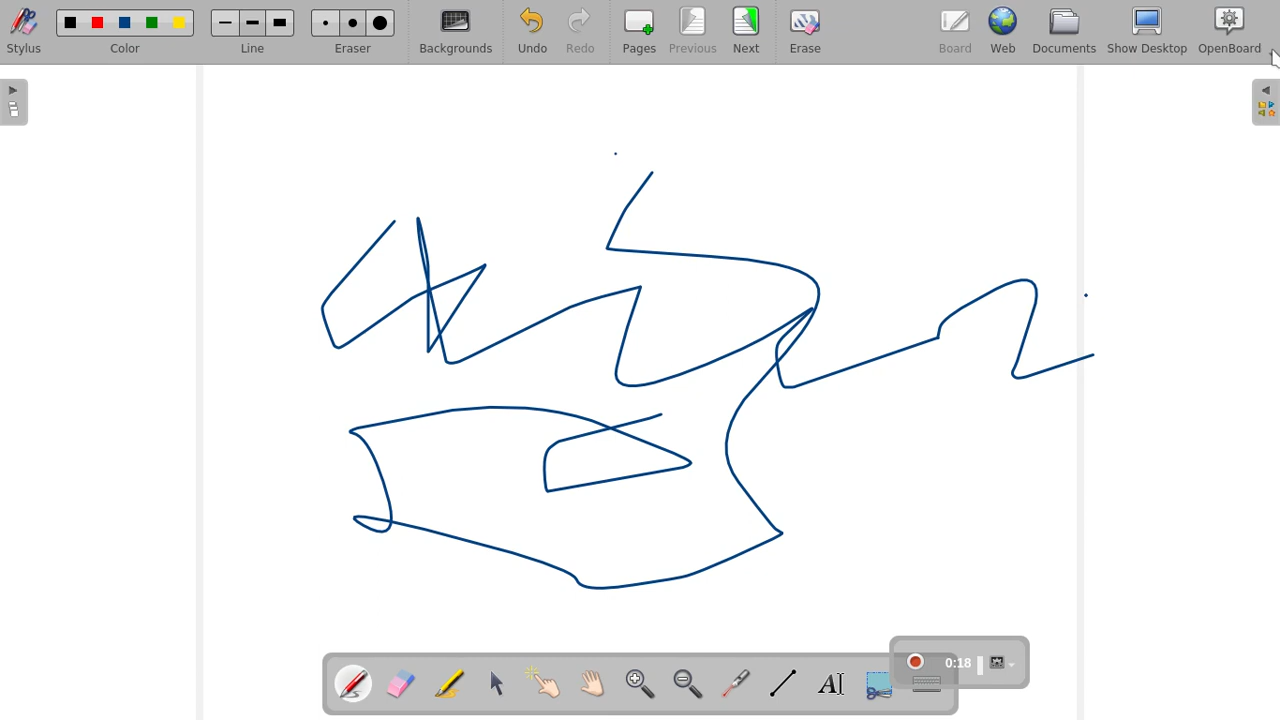 Stylus Color Line Eraser Backgrounds Undo Redo Pages Previous Next Erase Board Web Documents Show Desktop OpenBoard
0:18
AI